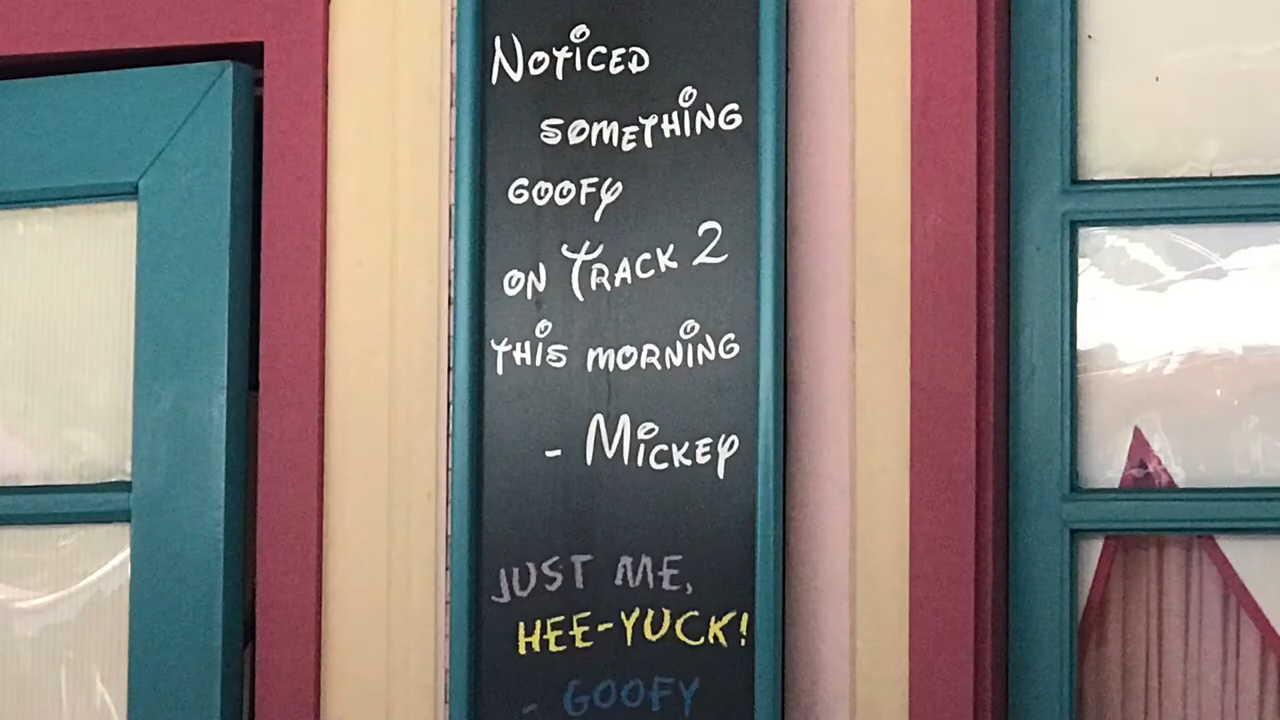 Noticed
something
goofy
on Track 2
this morning
- Mickey
JUST ME,
HEE-YUCK!
- GOOFY